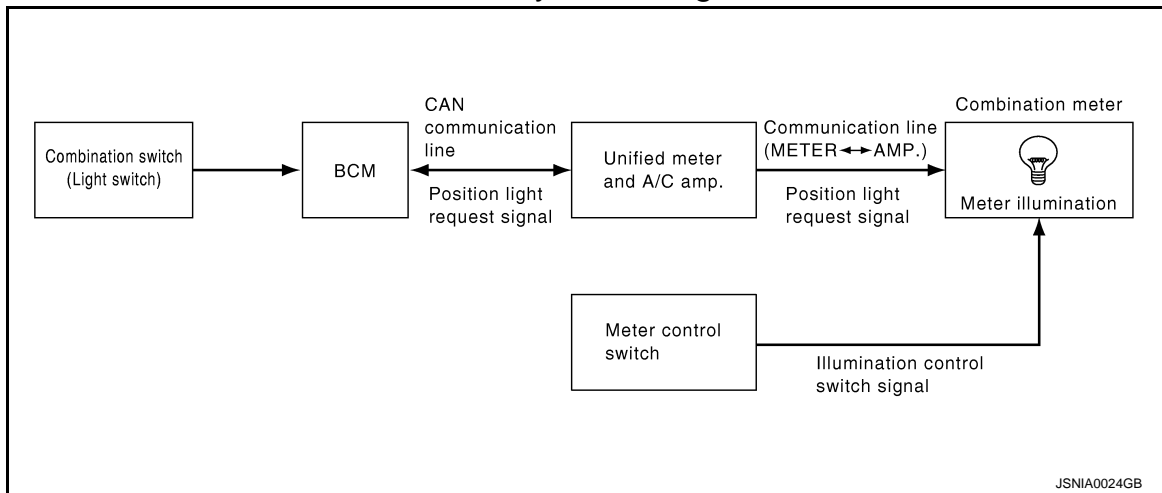 CAN
communication
line
Communication line
(METER↔AMP.)
Combination meter
Combination switch
(Light switch)
BCM
Unified meter
and A/C amp.
Position light
request signal
Position light
request signal
Meter illumination
Meter control
switch
Illumination control
switch signal
JSNIA0024GB